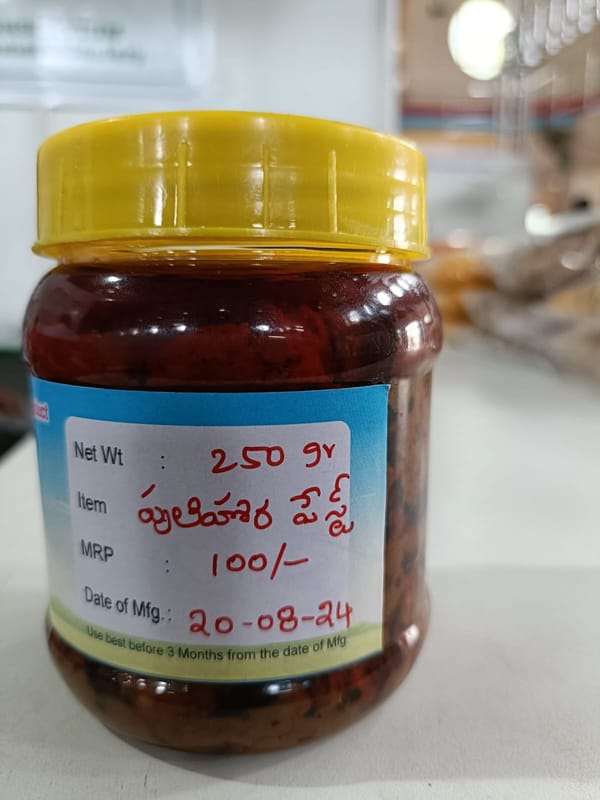 Net Wt : 250 gr
Item పులిహోర పేస్ట్
MRP : 100/-
Date of Mfg.: 20-08-24
Use best before 3 Months from the date of Mfg